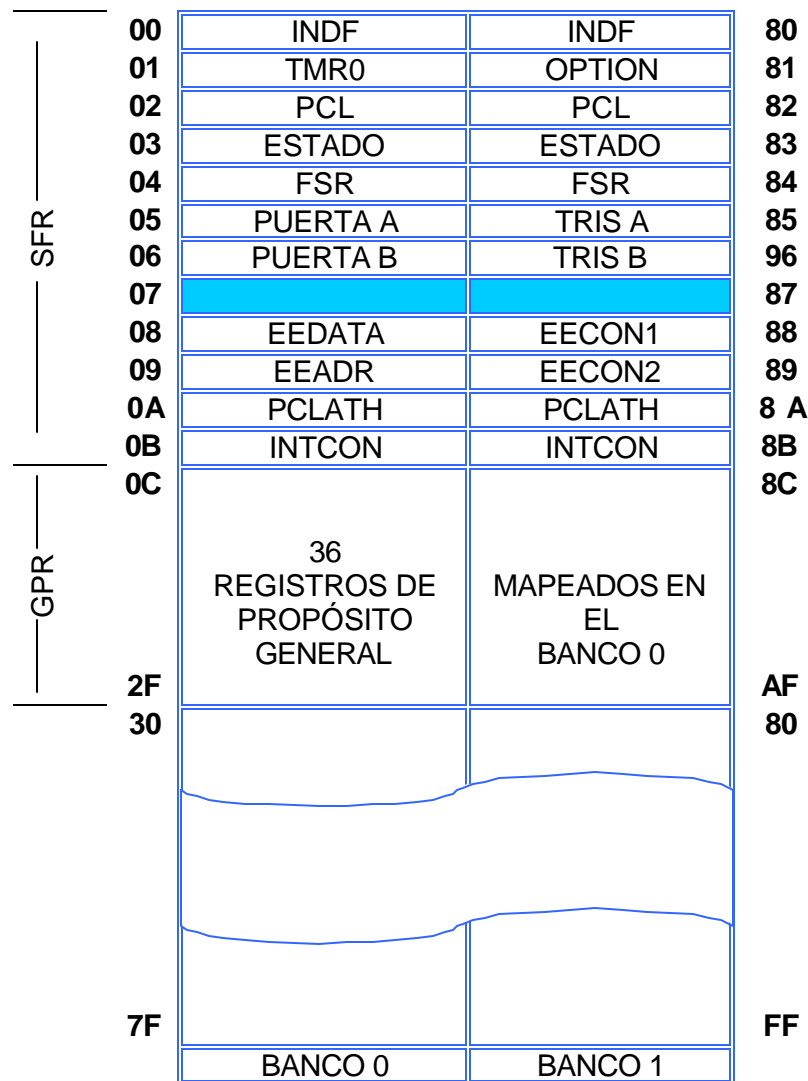 00 INDF INDF 80
01 TMR0 OPTION 81
02 PCL PCL 82
03 ESTADO ESTADO 83
04 FSR FSR 84
05 PUERTA A TRIS A 85
06 PUERTA B TRIS B 96
07 87
08 EEDATA EECON1 88
09 EEADR EECON2 89
0A PCLATH PCLATH 8 A
0B INTCON INTCON 8B
SFR
0C 8C
36
REGISTROS DE MAPEADOS EN
PROPÓSITO EL
GENERAL BANCO 0
GPR
2F AF
30 80
7F FF
BANCO 0 BANCO 1